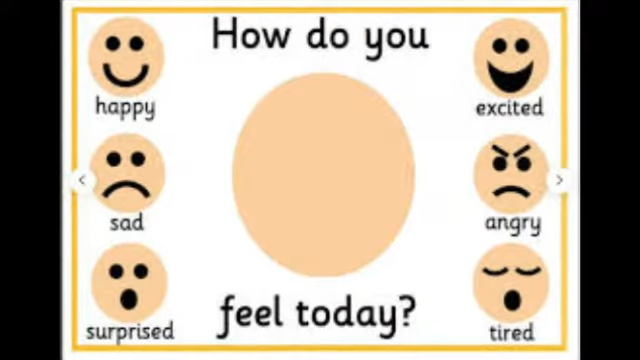 How do you
happy
excited
sad
angry
feel today?
surprised
tired